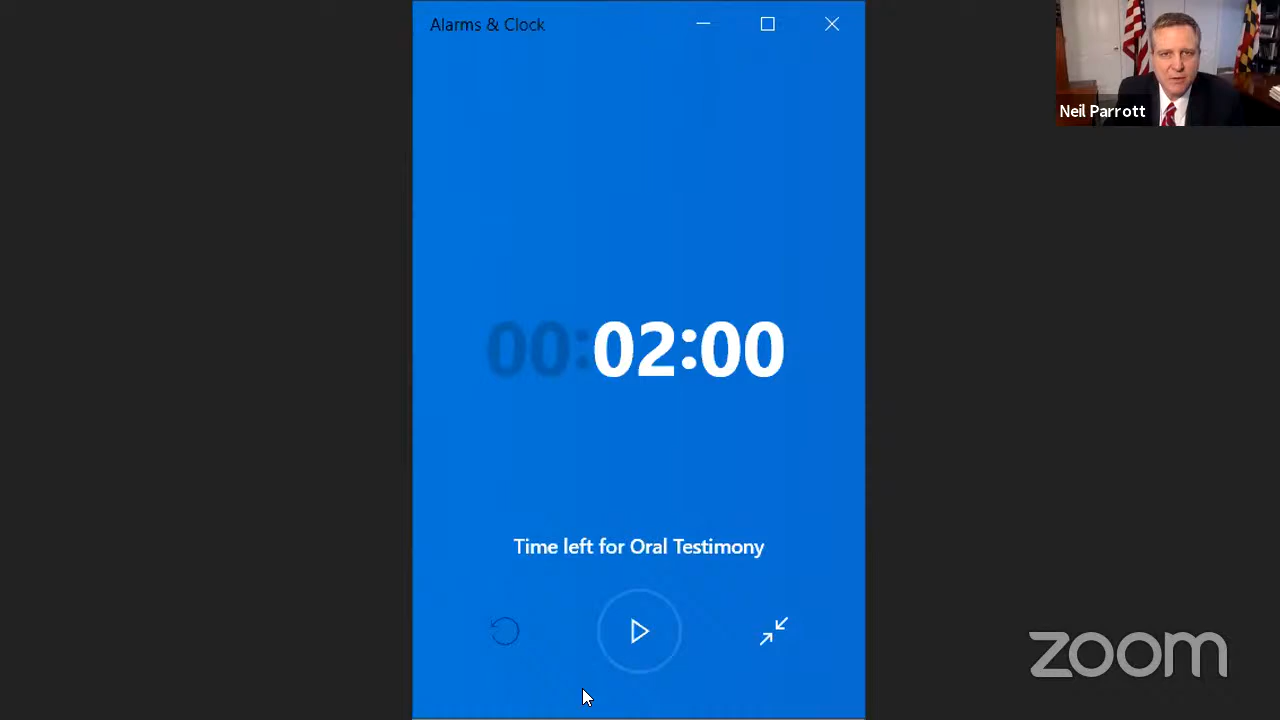 Alarms & Clock
Neil Parrott
00:02:00
Time left for Oral Testimony
zoom